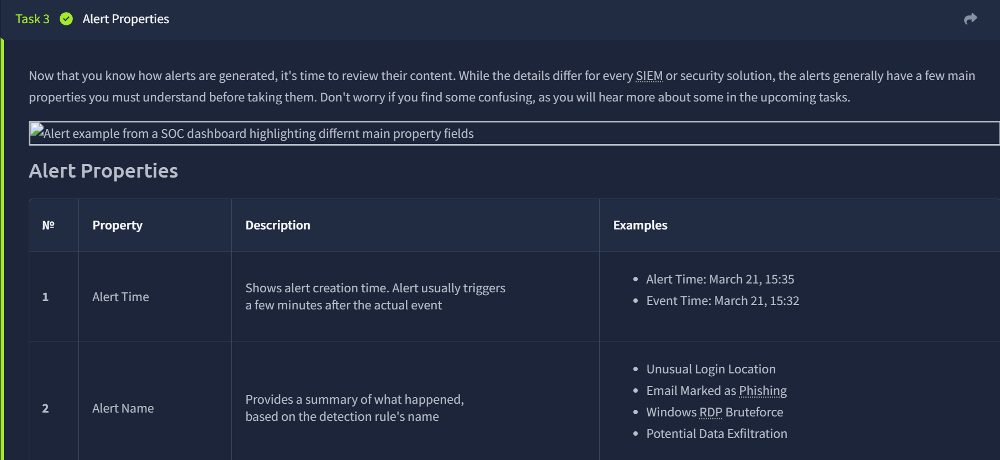 Task 3 Alert Properties
Now that you know how alerts are generated, it's time to review their content. While the details differ for every SIEM or security solution, the alerts generally have a few main
properties you must understand before taking them. Don't worry if you find some confusing, as you will hear more about some in the upcoming tasks.
Alert example from a SOC dashboard highlighting differnt main property fields
Alert Properties
№ Property Description Examples
1 Alert Time
Shows alert creation time. Alert usually triggers
a few minutes after the actual event
• Alert Time: March 21, 15:35
• Event Time: March 21, 15:32
2 Alert Name
Provides a summary of what happened,
based on the detection rule's name
• Unusual Login Location
• Email Marked as Phishing
• Windows RDP Bruteforce
• Potential Data Exfiltration